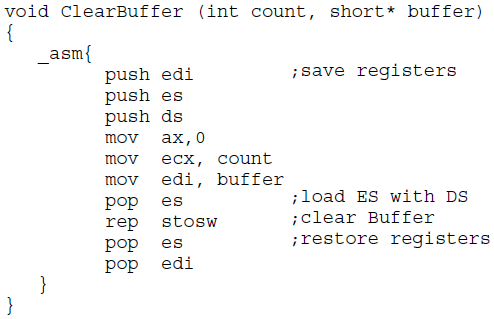 void ClearBuffer (int count, short* buffer)
{
_asm{
push edi ;save registers
push es
push ds
mov ax,0
mov ecx, count
mov edi, buffer
pop es ;load ES with DS
rep stosw ;clear Buffer
pop es ;restore registers
pop edi
}
}